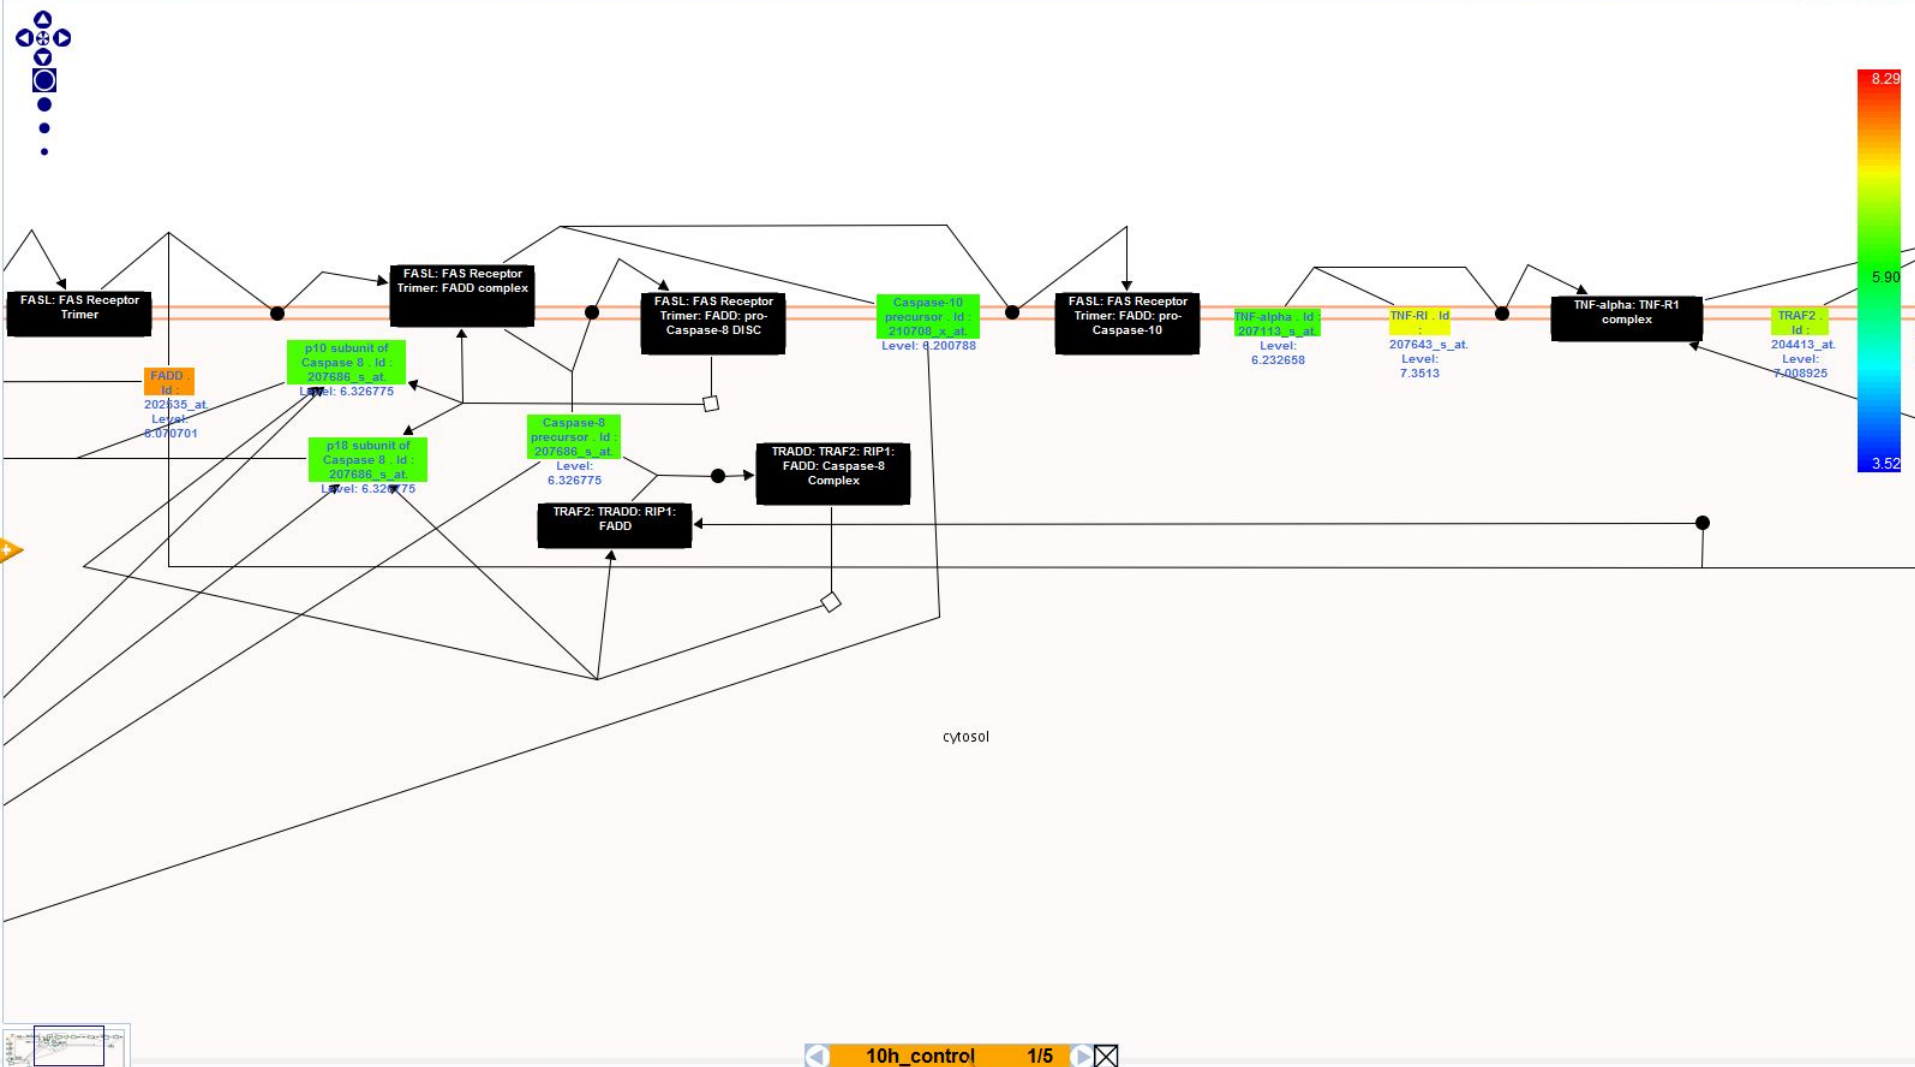 8.29
5.90
3.52
FASL: FAS Receptor
Trimer
FADD .
Id :
202535_at.
Level:
8.070701
p10 subunit of
Caspase 8 . Id :
207686_s_at.
Level: 6.326775
p18 subunit of
Caspase 8 . Id :
207686_s_at.
Level: 6.326775
FASL: FAS Receptor
Trimer: FADD complex
Caspase-8
precursor . Id :
207686_s_at.
Level:
6.326775
FASL: FAS Receptor
Trimer: FADD: pro-
Caspase-8 DISC
TRAF2: TRADD: RIP1:
FADD
TRADD: TRAF2: RIP1:
FADD: Caspase-8
Complex
Caspase-10
precursor . Id :
210708_x_at.
Level: 6.200788
FASL: FAS Receptor
Trimer: FADD: pro-
Caspase-10
TNF-alpha . Id :
207113_s_at.
Level:
6.232658
TNF-RI . Id
:
207643_s_at.
Level:
7.3513
TNF-alpha: TNF-R1
complex
TRAF2 .
Id :
204413_at.
Level:
7.008925
cytosol
10h_control 1/5